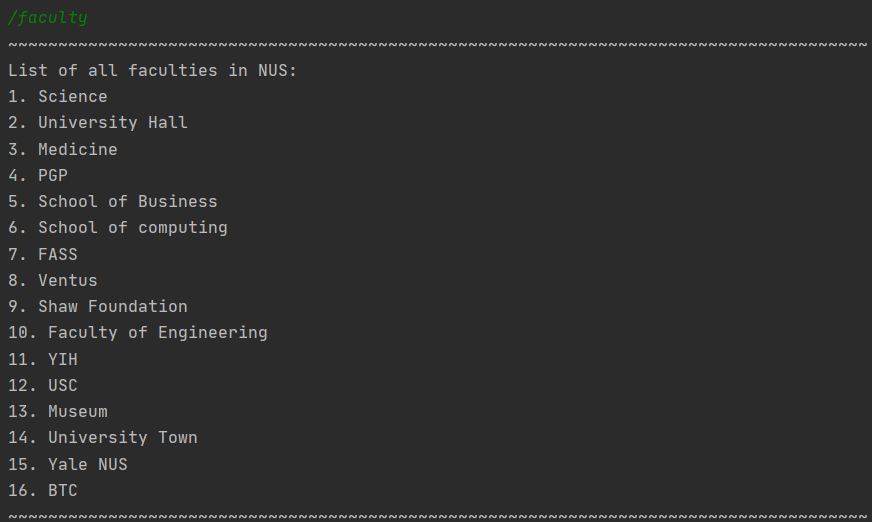 /faculty
~~~~~~~~~~~~~~~~~~~~~~~~~~~~~~~~~~~~~~~~~~~~~~~~~~~~~~~~~~~~~~~~~~~~~~~~~~~~~~~~~~~~~~
List of all faculties in NUS:
1. Science
2. University Hall
3. Medicine
4. PGP
5. School of Business
6. School of computing
7. FASS
8. Ventus
9. Shaw Foundation
10. Faculty of Engineering
11. YIH
12. USC
13. Museum
14. University Town
15. Yale NUS
16. BTC
~~~~~~~~~~~~~~~~~~~~~~~~~~~~~~~~~~~~~~~~~~~~~~~~~~~~~~~~~~~~~~~~~~~~~~~~~~~~~~~~~~~~~~